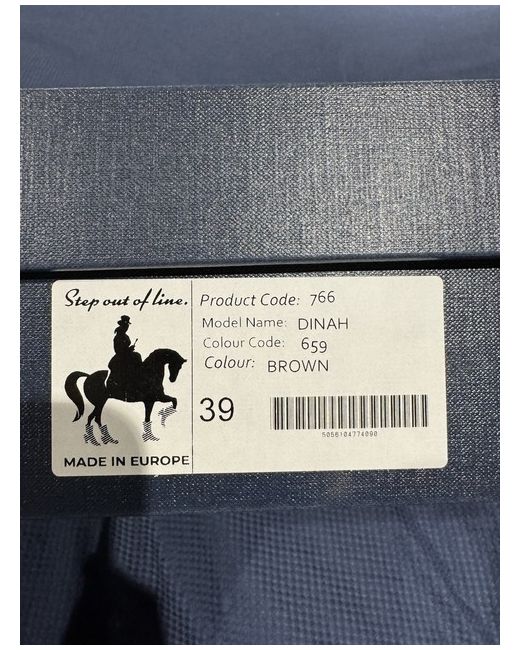 Step out of line.
MADE IN EUROPE
Product Code: 766
Model Name: DINAH
Colour Code: 659
Colour: BROWN
39
5056104774090